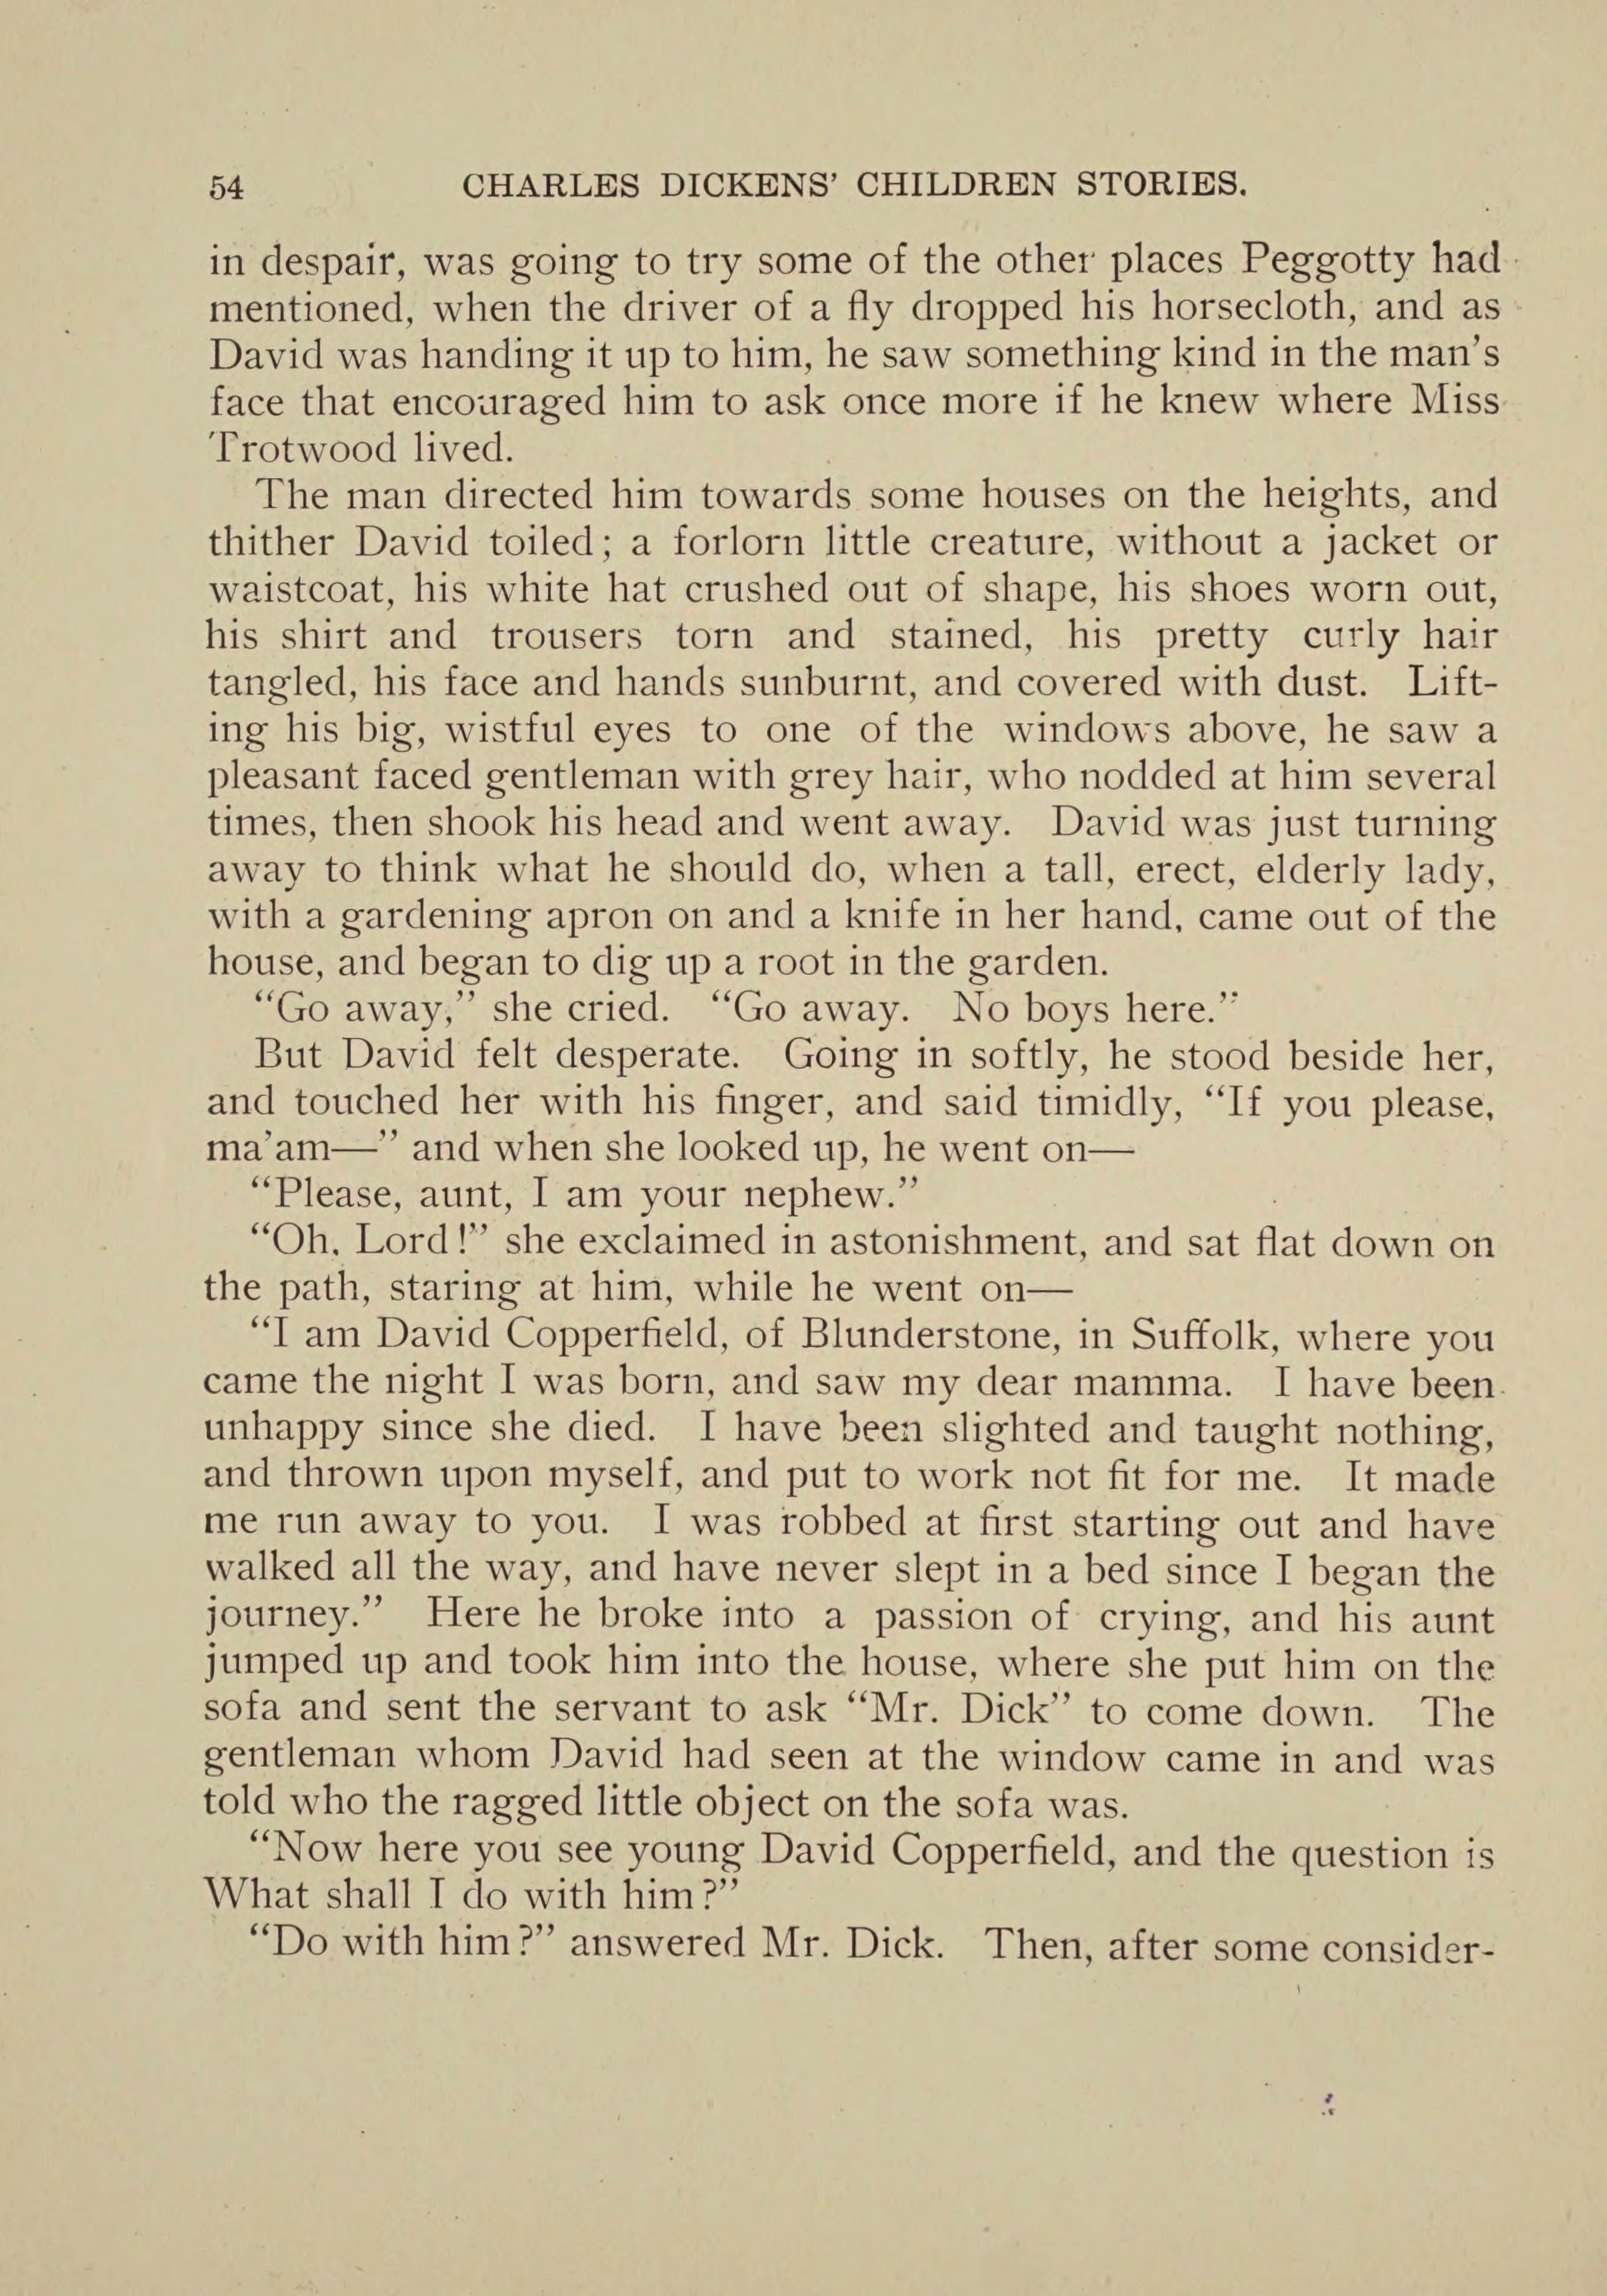 54 CHARLES DICKENS' CHILDREN STORIES.
in despair, was going to try some of the other places Peggotty had
mentioned, when the driver of a fly dropped his horsecloth, and as
David was handing it up to him, he saw something kind in the man's
face that encouraged him to ask once more if he knew where Miss
Trotwood lived.
The man directed him towards some houses on the heights, and
thither David toiled; a forlorn little creature, without a jacket or
waistcoat, his white hat crushed out of shape, his shoes worn out,
his shirt and trousers torn and stained, his pretty curly hair
tangled, his face and hands sunburnt, and covered with dust. Lift-
ing his big, wistful eyes to one of the windows above, he saw a
pleasant faced gentleman with grey hair, who nodded at him several
times, then shook his head and went away. David was just turning
away to think what he should do, when a tall, erect, elderly lady,
with a gardening apron on and a knife in her hand, came out of the
house, and began to dig up a root in the garden.
“Go away,” she cried. “Go away. No boys here.”
But David felt desperate. Going in softly, he stood beside her,
and touched her with his finger, and said timidly, “If you please,
ma'am—” and when she looked up, he went on—
“Please, aunt, I am your nephew.”
“Oh, Lord!” she exclaimed in astonishment, and sat flat down on
the path, staring at him, while he went on—
“I am David Copperfield, of Blunderstone, in Suffolk, where you
came the night I was born, and saw my dear mamma. I have been
unhappy since she died. I have been slighted and taught nothing,
and thrown upon myself, and put to work not fit for me. It made
me run away to you. I was robbed at first starting out and have
walked all the way, and have never slept in a bed since I began the
journey.” Here he broke into a passion of crying, and his aunt
jumped up and took him into the house, where she put him on the
sofa and sent the servant to ask “Mr. Dick” to come down. The
gentleman whom David had seen at the window came in and was
told who the ragged little object on the sofa was.
“Now here you see young David Copperfield, and the question is
What shall I do with him?”
“Do with him?” answered Mr. Dick. Then, after some consider-